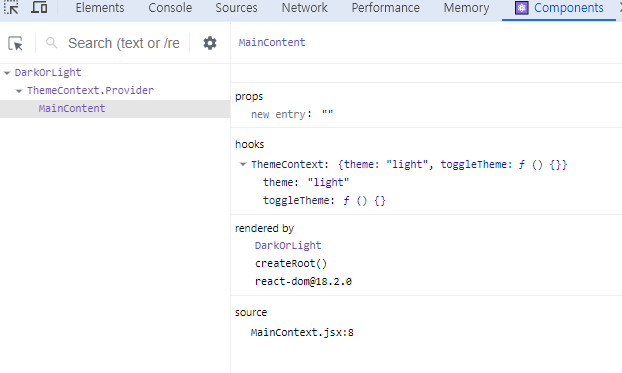 Elements Console Sources Network Performance Memory Components
Search (text or /re
MainContent
DarkOrLight
ThemeContext.Provider
MainContent
props
new entry: ""
hooks
ThemeContext: {theme: "light", toggleTheme: ƒ () {}}
theme: "light"
toggleTheme: ƒ () {}
rendered by
DarkOrLight
createRoot()
react-dom@18.2.0
source
MainContext.jsx:8